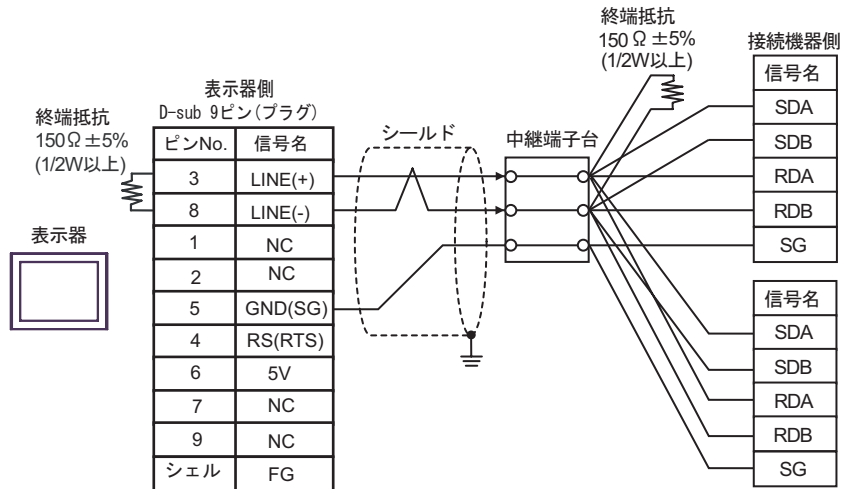 終端抵抗
150Ω±5%
(1/2W以上)
接続機器側
表示器側
D-sub 9ピン(プラグ)
終端抵抗
150Ω±5%
(1/2W以上)
シールド
中継端子台
表示器
ピンNo. 信号名
3 LINE(+)
8 LINE(-)
1 NC
2 NC
5 GND(SG)
4 RS(RTS)
6 5V
7 NC
9 NC
シェル FG
信号名
SDA
SDB
RDA
RDB
SG
信号名
SDA
SDB
RDA
RDB
SG